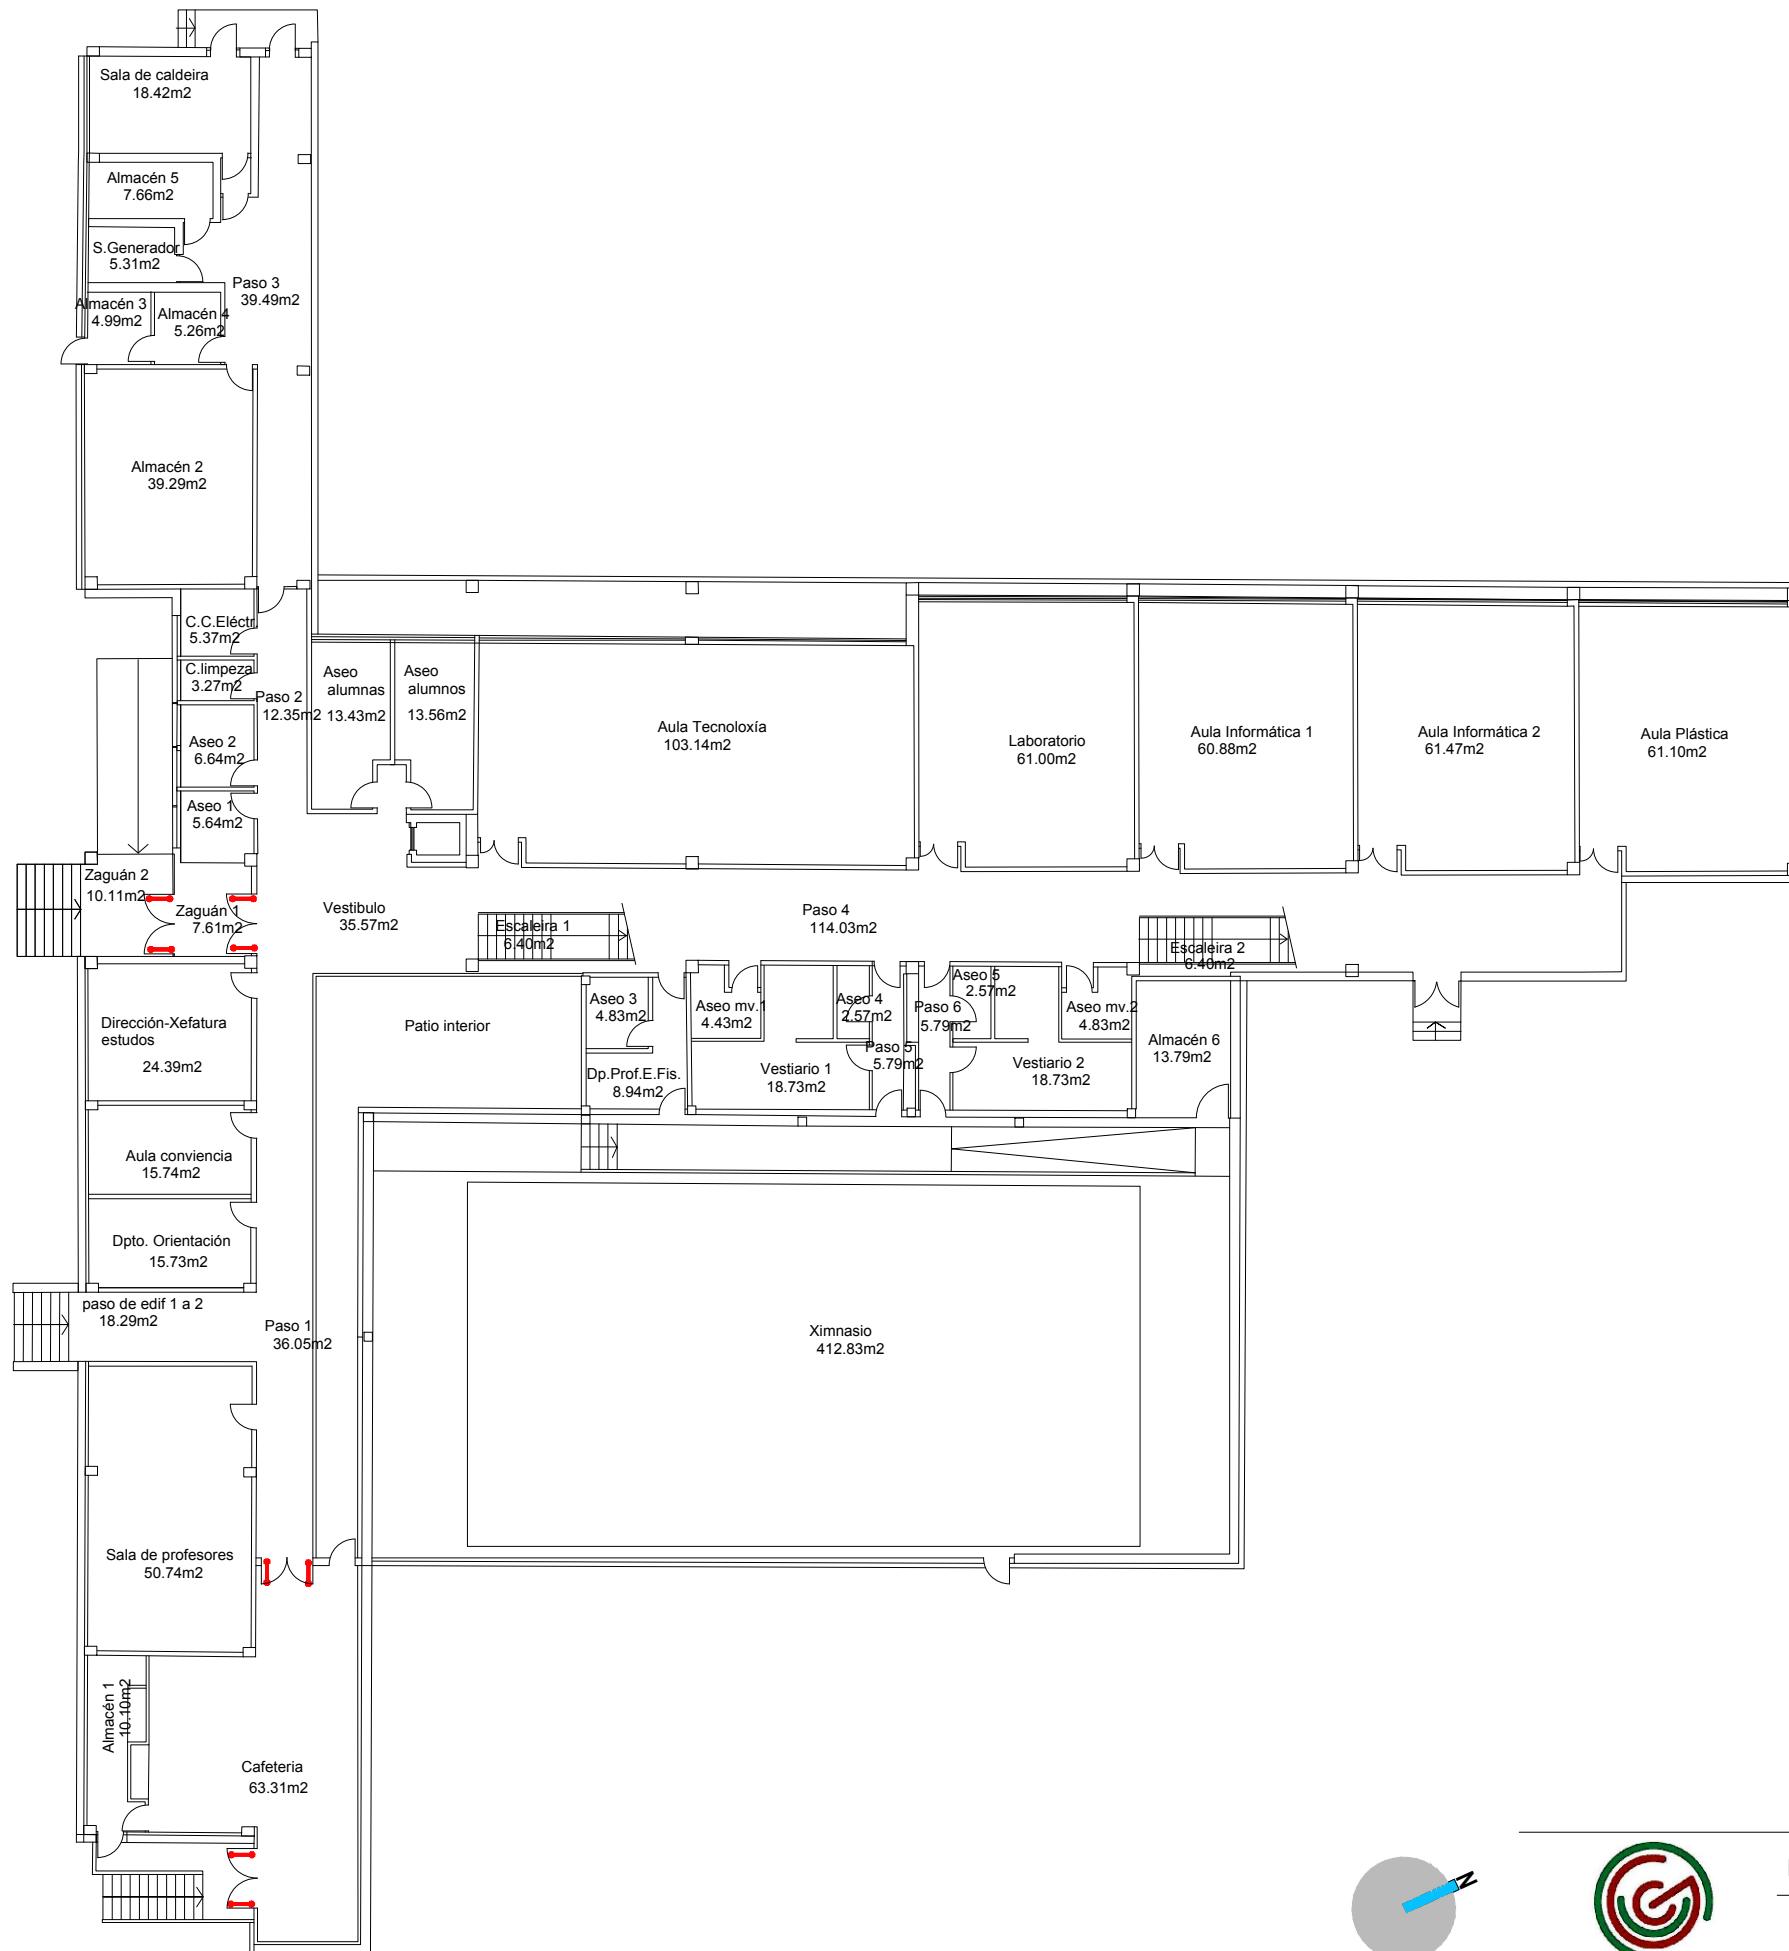 Sala de caldeira
18.42m2
Almacén 5
7.66m2
S.Generador
5.31m2
Paso 3
39.49m2
Almacén 3
4.99m2
Almacén 4
5.26m2
Almacén 2
39.29m2
C.C.Eléctr
5.37m2
C.limpeza
3.27m2
Paso 2
12.35m2
Aseo
alumnas
13.43m2
Aseo
alumnos
13.56m2
Aula Tecnoloxía
103.14m2
Laboratorio
61.00m2
Aula Informática 1
60.88m2
Aula Informática 2
61.47m2
Aula Plástica
61.10m2
Aseo 2
6.64m2
Aseo 1
5.64m2
Zaguán 2
10.11m2
Zaguán 1
7.61m2
Vestibulo
35.57m2
Escaleira 1
6.40m2
Paso 4
114.03m2
Escaleira 2
6.40m2
Dirección-Xefatura
estudos
24.39m2
Patio interior
Aseo 3
4.83m2
Aseo mv.1
4.43m2
Aseo 4
2.57m2
Paso 6
5.79m2
Aseo 5
2.57m2
Aseo mv.2
4.83m2
Almacén 6
13.79m2
Dp.Prof.E.Fis.
8.94m2
Vestiario 1
18.73m2
Paso 5
5.79m2
Vestiario 2
18.73m2
Aula conviencia
15.74m2
Dpto. Orientación
15.73m2
paso de edif 1 a 2
18.29m2
Paso 1
36.05m2
Ximnasio
412.83m2
Sala de profesores
50.74m2
Almacén 1
10.10m2
Cafeteria
63.31m2
N